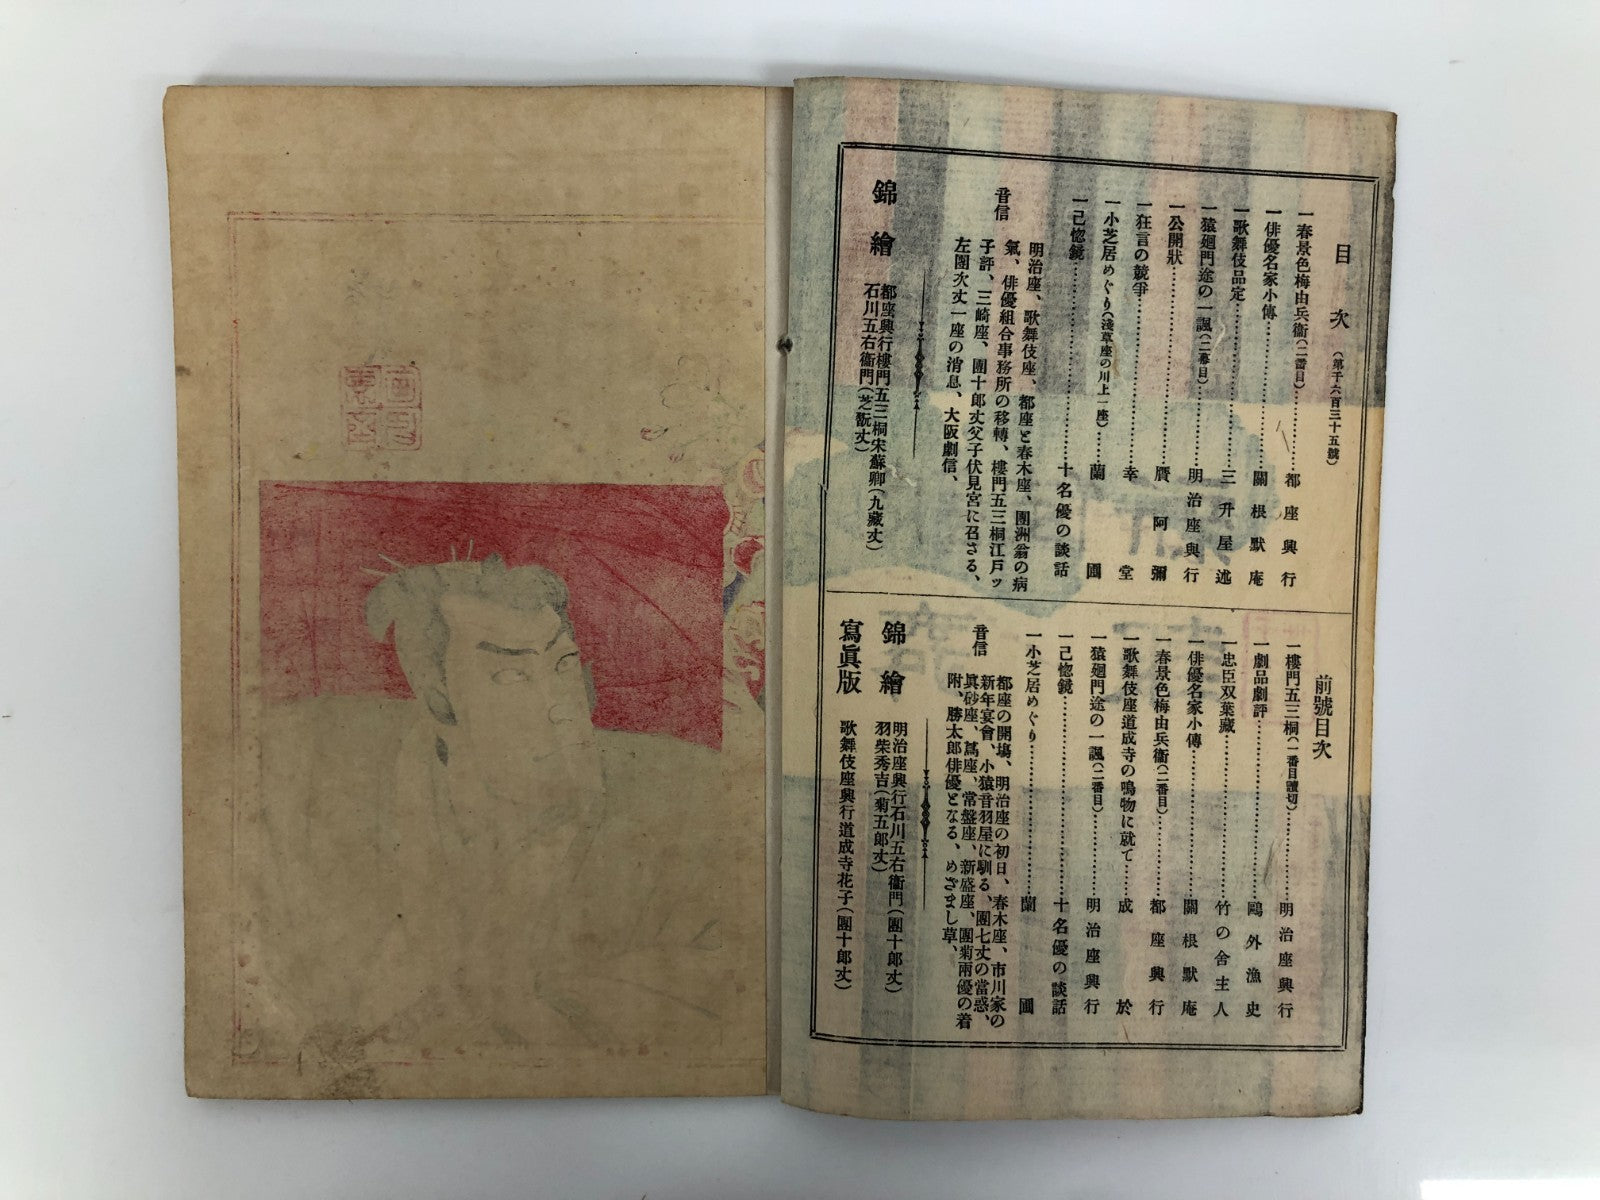 目次（第千六百三十五號）
一春景色梅由兵衞（二番目）…………都座興行
一俳優名家小傳…………關根默庵
一歌舞伎品定…………三升屋述
一猿廻門途の一諷（二幕目）…………明治座興行
一公開狀…………贋阿彌
一狂言の競爭…………幸堂
一小芝居めぐり（淺草座の川上一座）…………蘭圃
一己惚鏡…………十名優の談話
音信
明治座、歌舞伎座、都座と春木座、團洲翁の病
氣、俳優組合事務所の移轉、樓門五三桐江戸ッ
子評、三崎座、團十郎丈父子伏見宮に召さる、
左團次丈一座の消息、大阪劇信、
錦繪
都座興行樓門五三桐宋蘇卿（九藏丈）
石川五右衞門（芝翫丈）
前號目次
一樓門五三桐（一番目讀切）…………明治座興行
一劇品劇評…………鷗外漁史
一忠臣双葉藏…………竹の舍主人
一俳優名家小傳…………關根默庵
一春景色梅由兵衞（二番目）…………都座興行
一歌舞伎座道成寺の鳴物に就て…………成於
一猿廻門途の一諷（二番目）…………明治座興行
一己惚鏡…………十名優の談話
一小芝居めぐり…………蘭圃
音信
都座の開塲、明治座の初日、春木座、市川家の
新年宴會、小猿音羽屋に馴る、團七丈の當惑、
眞砂座、蔦座、常盤座、新盛座、團菊兩優の着
附、勝太郎俳優となる、めざまし草、
錦繪
明治座興行石川五右衞門（團十郎丈）
羽柴秀吉（菊五郎丈）
寫眞版
歌舞伎座興行道成寺花子（團十郎丈）